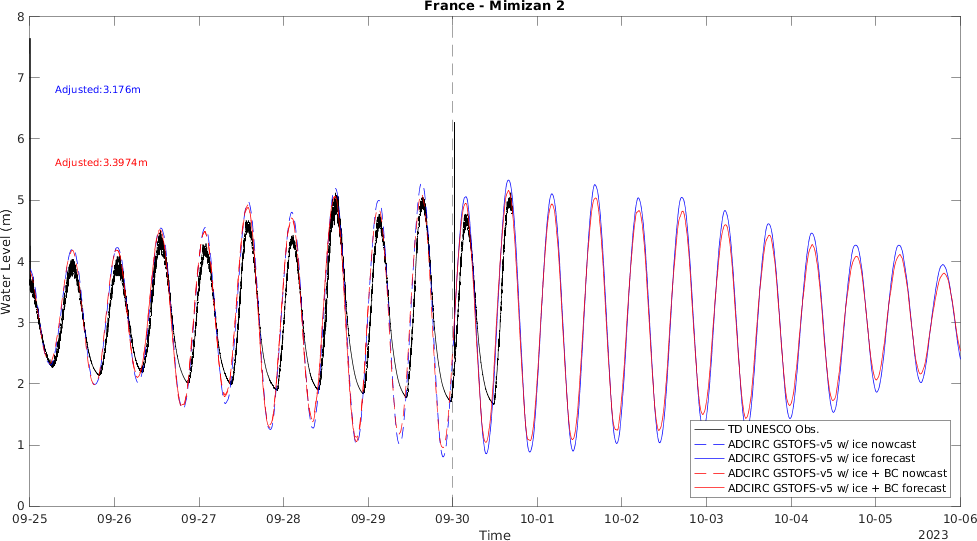 France - Mimizan 2
8
7
6
5
4
3
2
1
0
Water Level (m)
Adjusted:3.176m
Adjusted:3.3974m
TD UNESCO Obs.
ADCIRC GSTOFS-v5 w/ ice nowcast
ADCIRC GSTOFS-v5 w/ ice forecast
ADCIRC GSTOFS-v5 w/ ice + BC nowcast
ADCIRC GSTOFS-v5 w/ ice + BC forecast
09-25 09-26 09-27 09-28 09-29 09-30 10-01 10-02 10-03 10-04 10-05 10-06
Time
2023